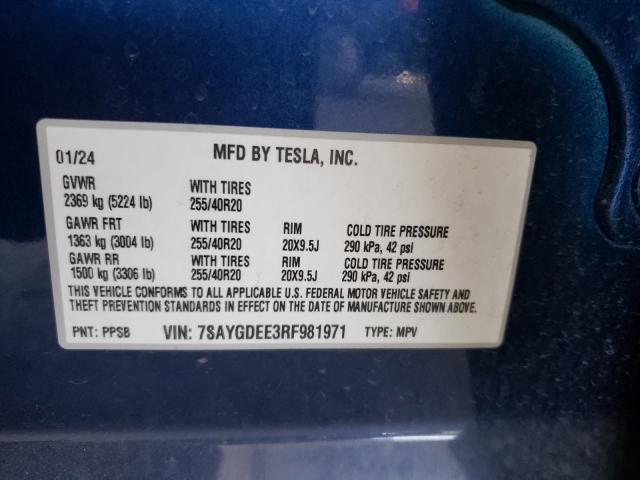 01/24 MFD BY TESLA, INC.
GVWR WITH TIRES
2369 kg (5224 lb) 255/40R20
GAWR FRT WITH TIRES RIM COLD TIRE PRESSURE
1363 kg (3004 lb) 255/40R20 20X9.5J 290 kPa, 42 psi
GAWR RR WITH TIRES RIM COLD TIRE PRESSURE
1500 kg (3306 lb) 255/40R20 20X9.5J 290 kPa, 42 psi
THIS VEHICLE CONFORMS TO ALL APPLICABLE U.S. FEDERAL MOTOR VEHICLE SAFETY AND
THEFT PREVENTION STANDARDS IN EFFECT ON THE DATE OF MANUFACTURE SHOWN ABOVE.
PNT: PPSB VIN: 7SAYGDEE3RF981971 TYPE: MPV